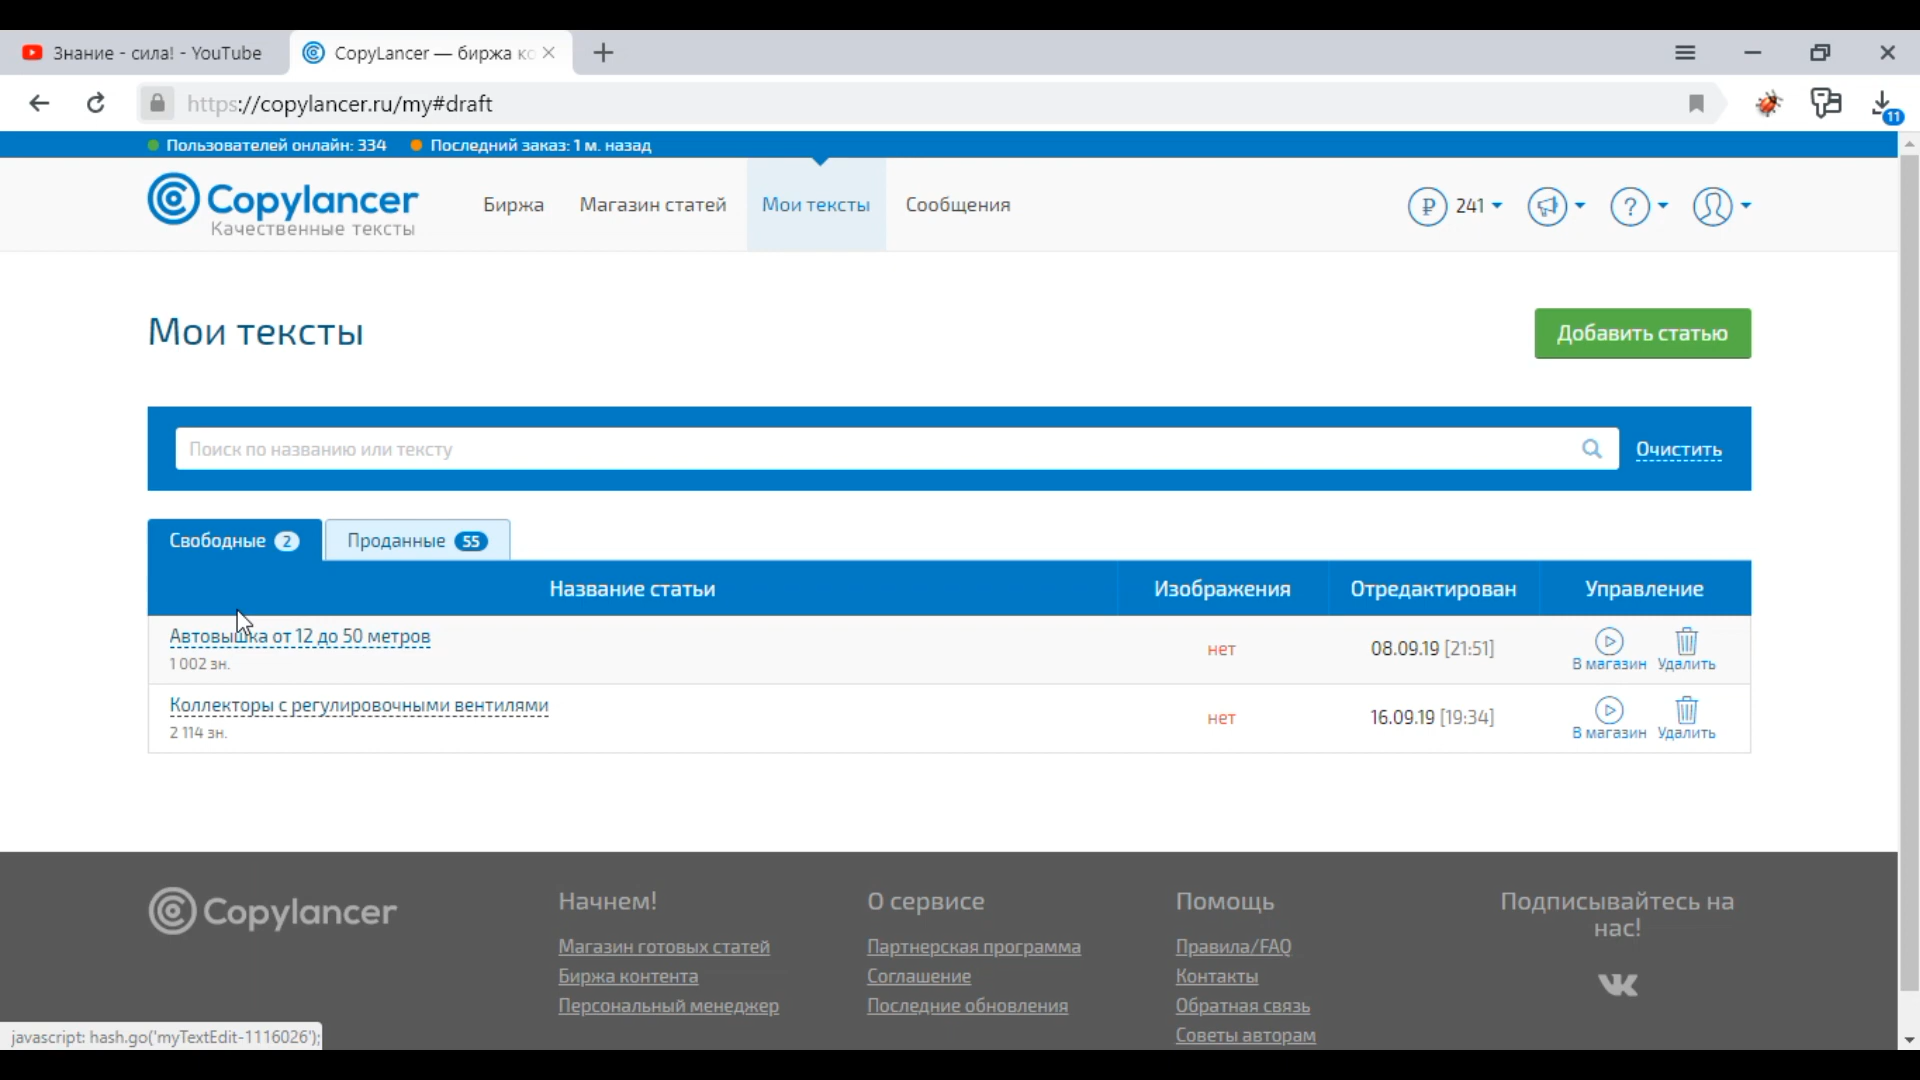 Знание - сила! - YouTube
CopyLancer — биржа ко
https://copylancer.ru/my#draft
11
Пользователей онлайн: 334
Последний заказ: 1 м. назад
Copylancer
Качественные тексты
Биржа
Магазин статей
Мои тексты
Сообщения
₽ 241
?
Мои тексты
Добавить статью
Поиск по названию или тексту
Очистить
Свободные 2
Проданные 55
Название статьи
Изображения
Отредактирован
Управление
Автовышка от 12 до 50 метров
1 002 зн.
нет
08.09.19 [21:51]
В магазин
Удалить
Коллекторы с регулировочными вентилями
2 114 зн.
нет
16.09.19 [19:34]
В магазин
Удалить
Copylancer
Начнем!
Магазин готовых статей
Биржа контента
Персональный менеджер
О сервисе
Партнерская программа
Соглашение
Последние обновления
Помощь
Правила/FAQ
Контакты
Обратная связь
Советы авторам
Подписывайтесь на
нас!
javascript: hash.go('myTextEdit-1116026');